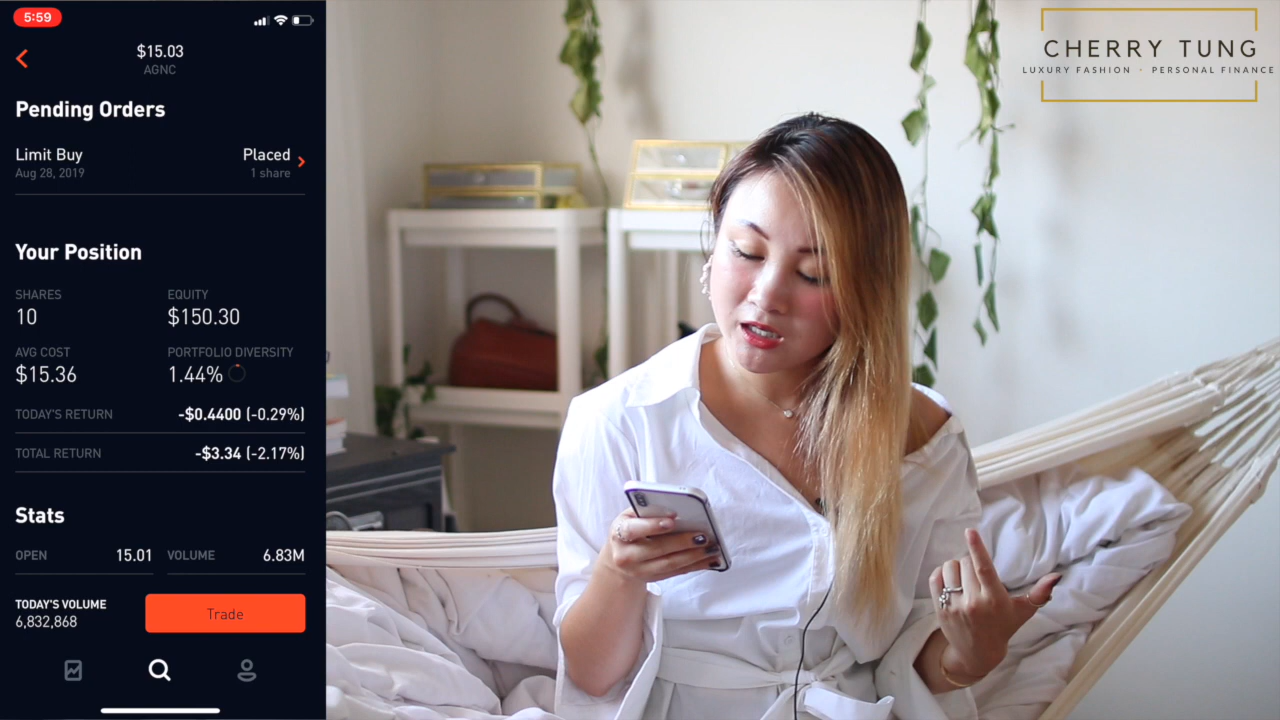 5:59
$15.03
AGNC
Pending Orders
Limit Buy Placed
Aug 28, 2019 1 share
Your Position
SHARES EQUITY
10 $150.30
AVG COST PORTFOLIO DIVERSITY
$15.36 1.44%
TODAY'S RETURN -$0.4400 (-0.29%)
TOTAL RETURN -$3.34 (-2.17%)
Stats
OPEN 15.01 VOLUME 6.83M
TODAY'S VOLUME
6,832,868
Trade
CHERRY TUNG
LUXURY FASHION · PERSONAL FINANCE